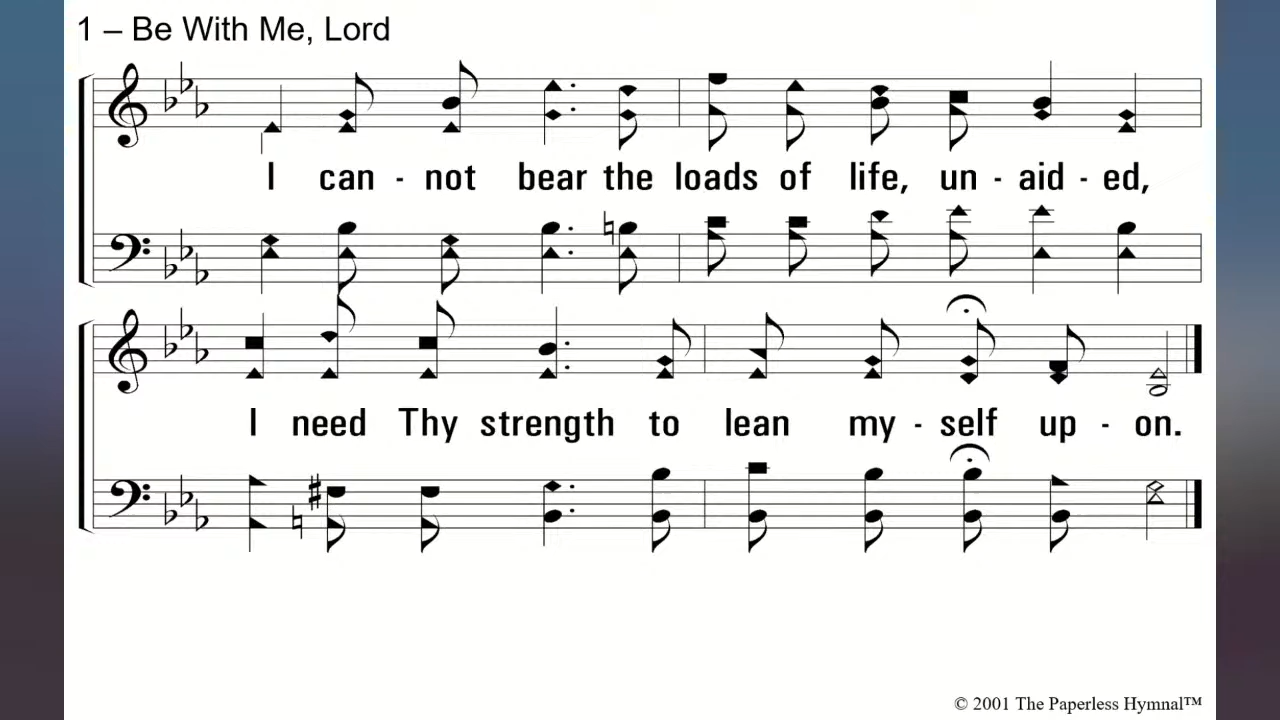 1 – Be With Me, Lord
I can - not bear the loads of life, un - aid - ed,
I need Thy strength to lean my - self up - on.
© 2001 The Paperless Hymnal™